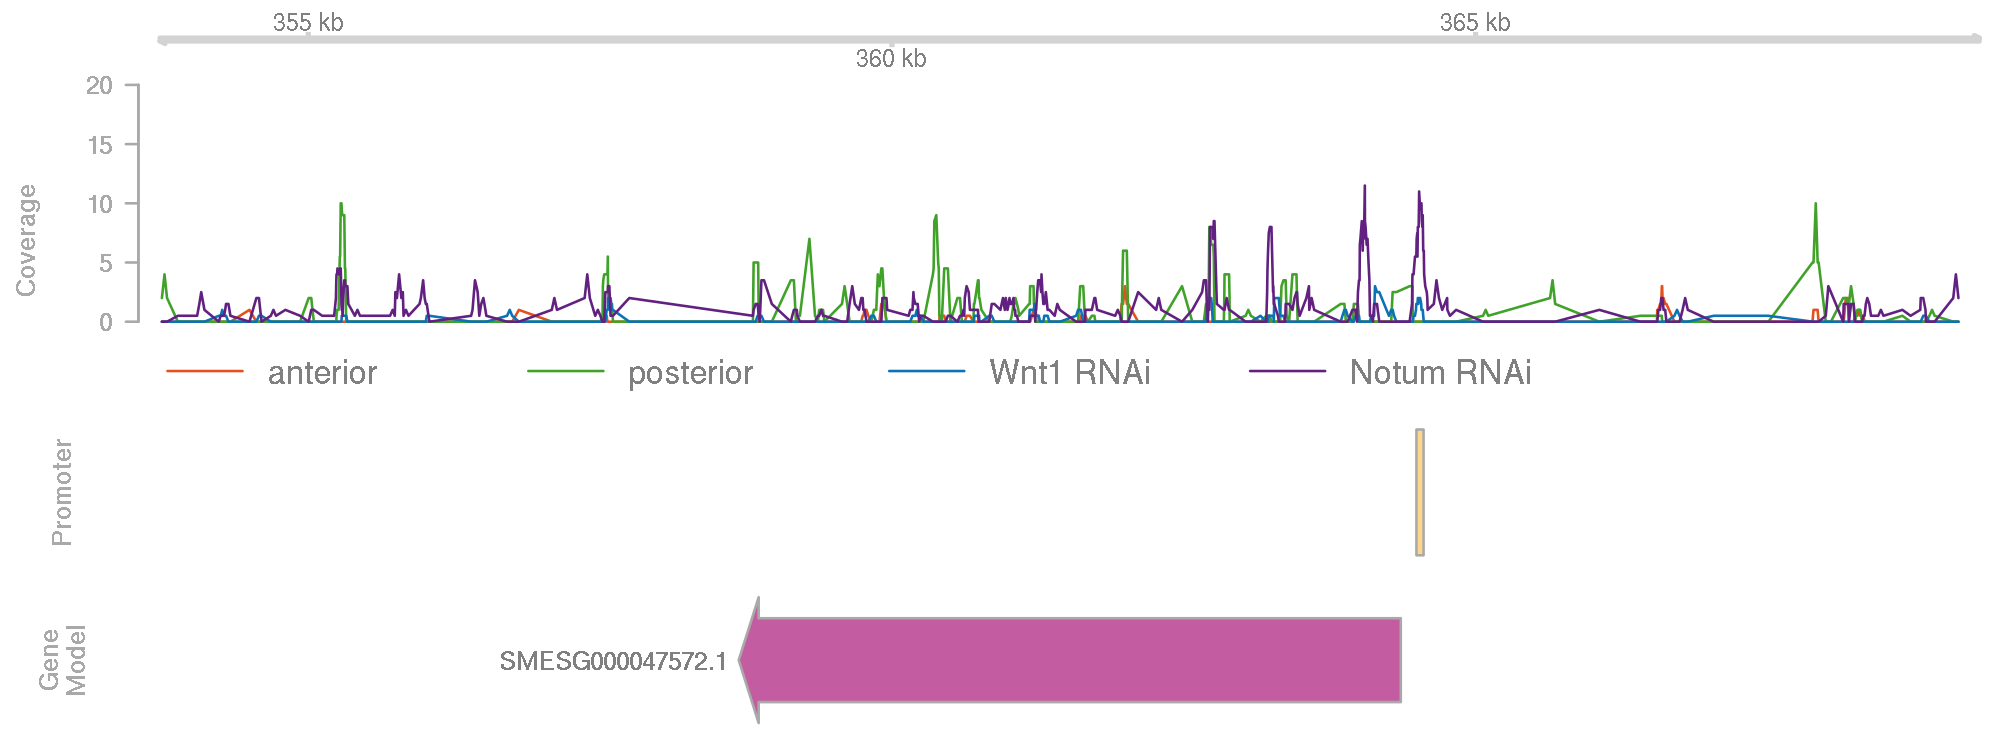 355 kb
365 kb
360 kb
20
15
10
5
0
Coverage
anterior
posterior
Wnt1 RNAi
Notum RNAi
Promoter
Gene
Model
SMESG000047572.1